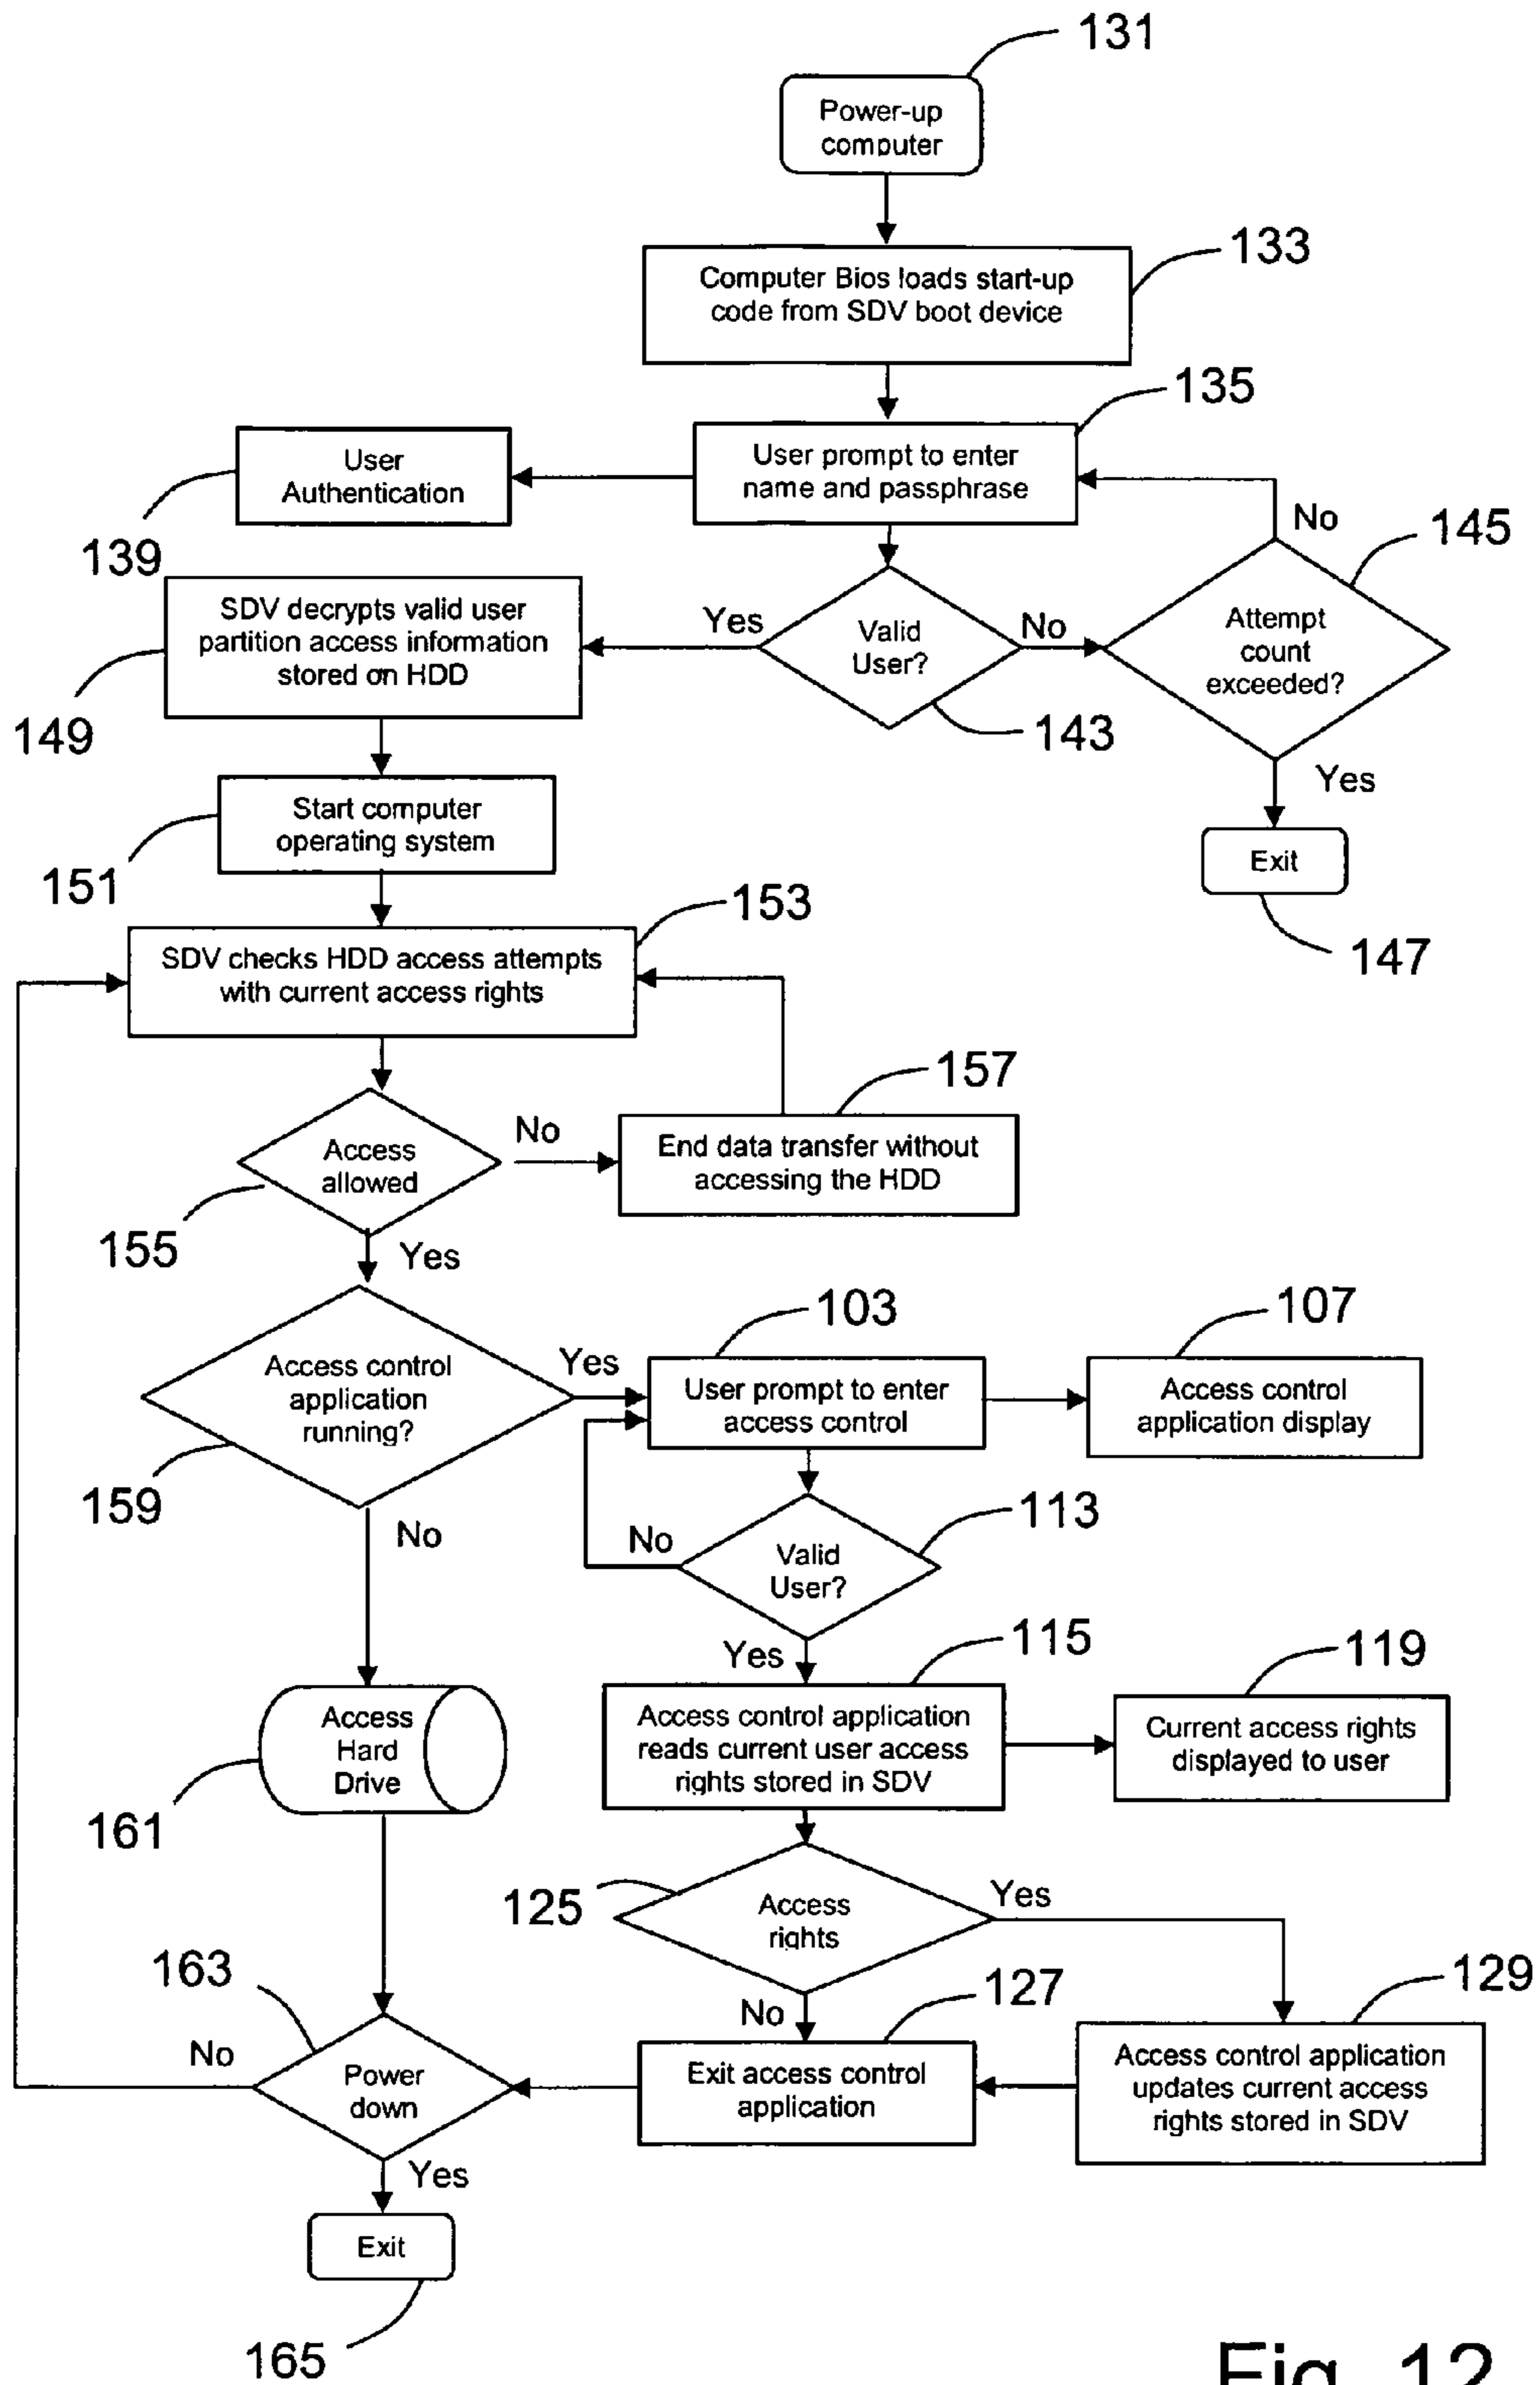 131
Power-up
computer
133
Computer Bios loads start-up
code from SDV boot device
135
User prompt to enter
name and passphrase
User
Authentication
139
No
145
Attempt
count
exceeded?
Valid
User?
Yes
No
143
SDV decrypts valid user
partition access information
stored on HDD
149
Yes
Exit
147
Start computer
operating system
151
153
SDV checks HDD access attempts
with current access rights
157
Access
allowed
No
End data transfer without
accessing the HDD
155
Yes
103
107
Access control
application
running?
Yes
User prompt to enter
access control
Access control
application display
159
No
113
No
Valid
User?
Yes
115
119
Access control application
reads current user access
rights stored in SDV
Current access rights
displayed to user
Access
Hard
Drive
161
125
Access
rights
Yes
163
No
127
129
No
Power
down
Exit access control
application
Access control application
updates current access
rights stored in SDV
Yes
Exit
165
Fig. 12